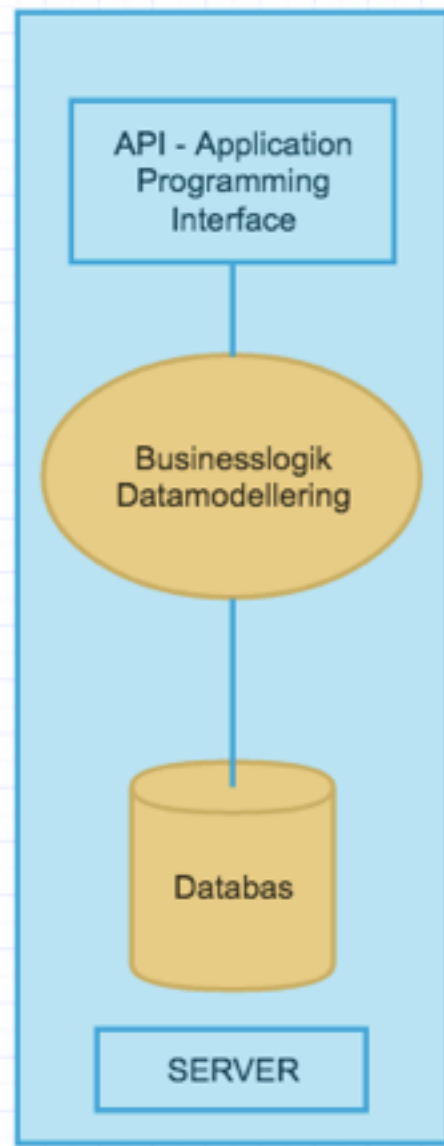 API - Application
Programming
Interface
Businesslogik
Datamodellering
Databas
SERVER